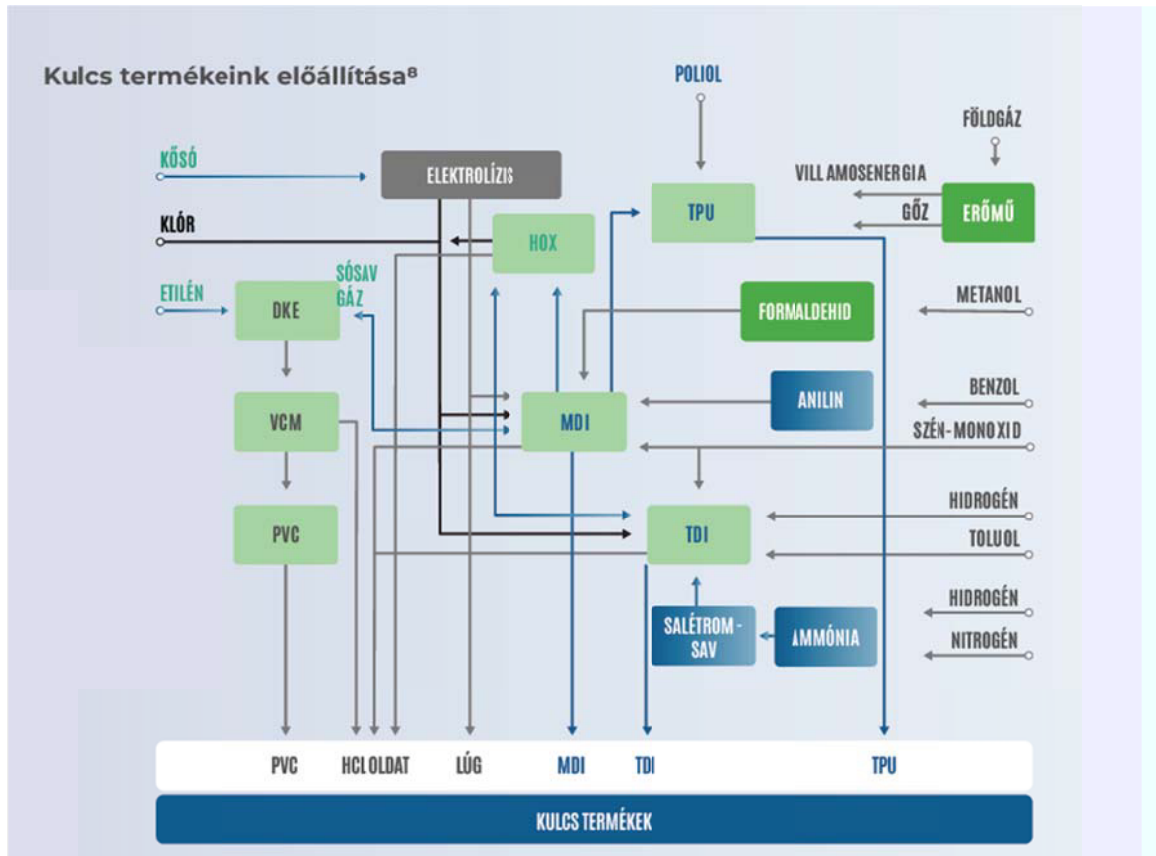 Kulcs termékeink előállítása⁸
POLIOL
FÖLDGÁZ
KŐSÓ
ELEKTROLÍZIS
VILLAMOSENERGIA
TPU
GŐZ
ERŐMŰ
KLÓR
HOX
SÓSAV
GÁZ
ETILÉN
DKE
FORMALDEHID
METANOL
VCM
MDI
ANILIN
BENZOL
SZÉN-MONOXID
HIDROGÉN
PVC
TDI
TOLUOL
HIDROGÉN
SALÉTROM-
SAV
AMMÓNIA
NITROGÉN
PVC
HCL OLDAT
LÚG
MDI
TDI
TPU
KULCS TERMÉKEK